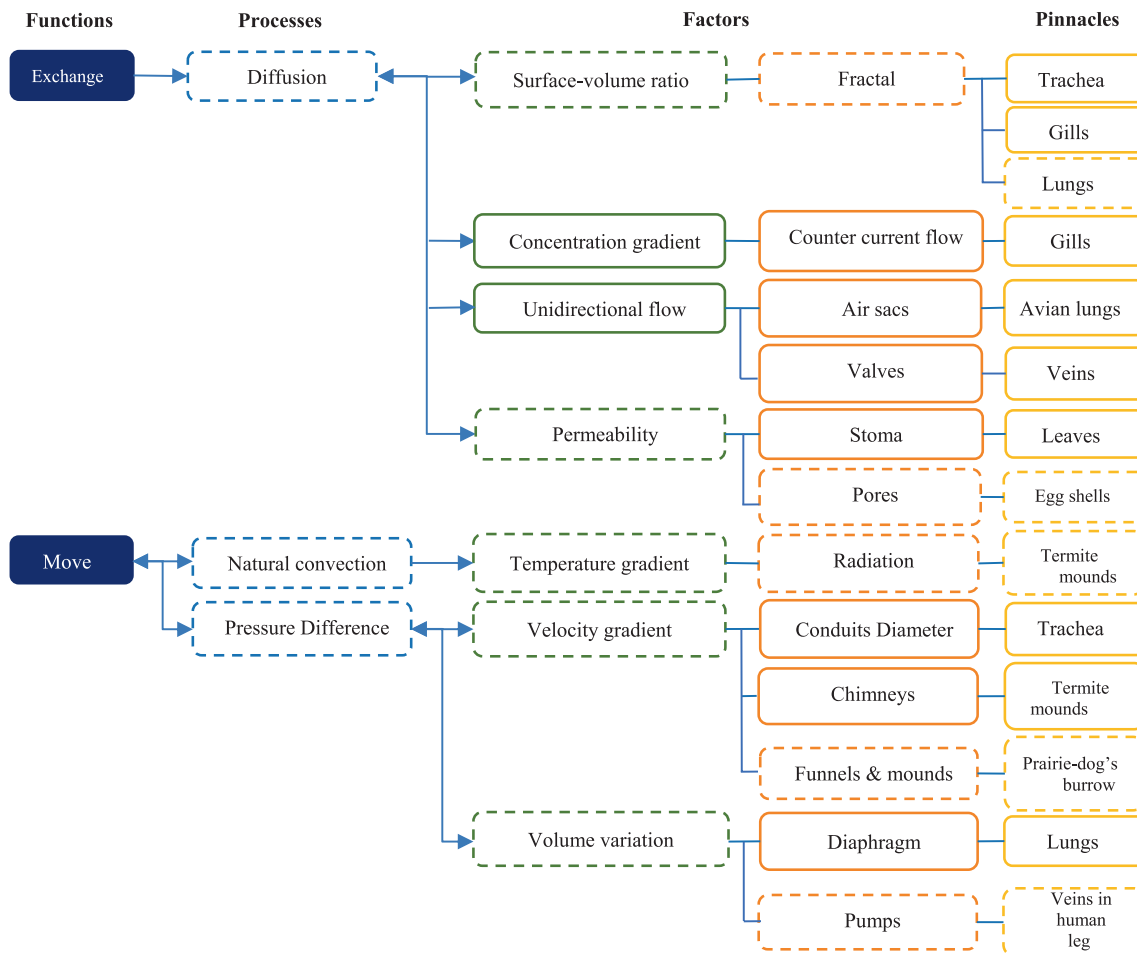 Functions Processes Factors Pinnacles
Exchange Diffusion Surface-volume ratio Fractal Trachea
Gills
Lungs
Concentration gradient Counter current flow Gills
Unidirectional flow Air sacs Avian lungs
Valves Veins
Permeability Stoma Leaves
Pores Egg shells
Move Natural convection Temperature gradient Radiation Termite
mounds
Pressure Difference Velocity gradient Conduits Diameter Trachea
Chimneys Termite
mounds
Funnels & mounds Prairie-dog’s
burrow
Volume variation Diaphragm Lungs
Pumps Veins in
human
leg